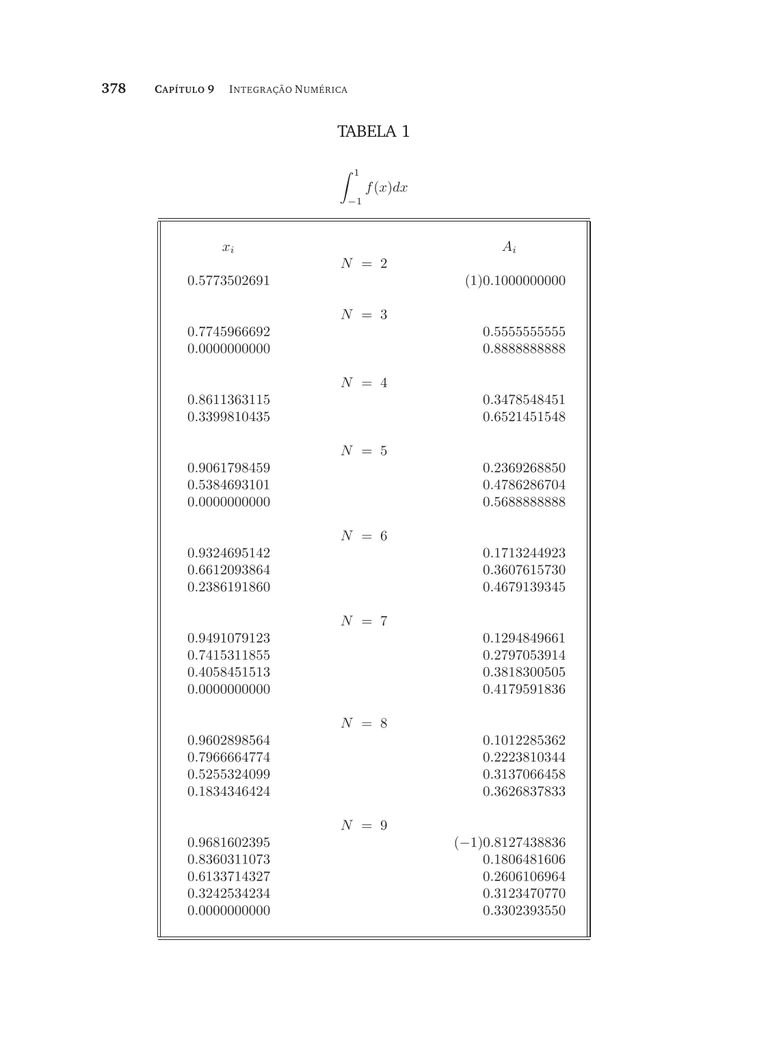 378 CAPÍTULO 9 INTEGRAÇÃO NUMÉRICA
TABELA 1
∫_{-1}^{1} f(x)dx
x_i A_i
N = 2
0.5773502691 (1)0.1000000000
N = 3
0.7745966692 0.5555555555
0.0000000000 0.8888888888
N = 4
0.8611363115 0.3478548451
0.3399810435 0.6521451548
N = 5
0.9061798459 0.2369268850
0.5384693101 0.4786286704
0.0000000000 0.5688888888
N = 6
0.9324695142 0.1713244923
0.6612093864 0.3607615730
0.2386191860 0.4679139345
N = 7
0.9491079123 0.1294849661
0.7415311855 0.2797053914
0.4058451513 0.3818300505
0.0000000000 0.4179591836
N = 8
0.9602898564 0.1012285362
0.7966664774 0.2223810344
0.5255324099 0.3137066458
0.1834346424 0.3626837833
N = 9
0.9681602395 (−1)0.8127438836
0.8360311073 0.1806481606
0.6133714327 0.2606106964
0.3242534234 0.3123470770
0.0000000000 0.3302393550